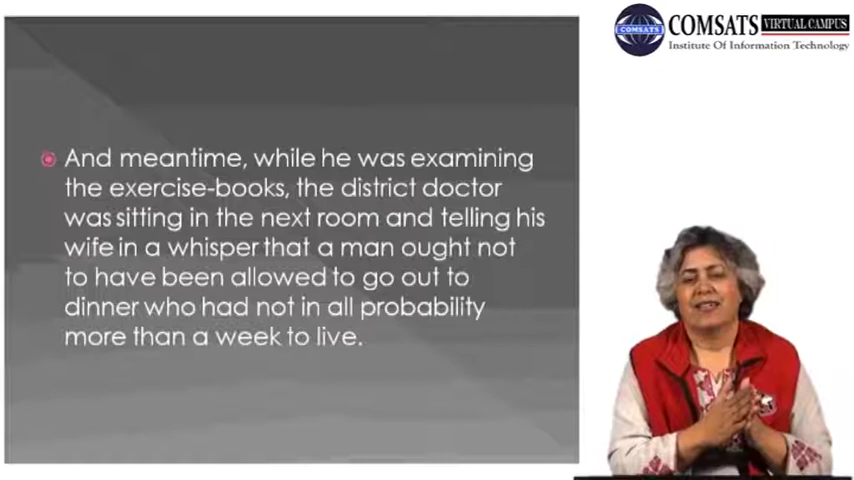 COMSATS
COMSATS VIRTUAL CAMPUS
Institute Of Information Technology
And meantime, while he was examining
the exercise-books, the district doctor
was sitting in the next room and telling his
wife in a whisper that a man ought not
to have been allowed to go out to
dinner who had not in all probability
more than a week to live.